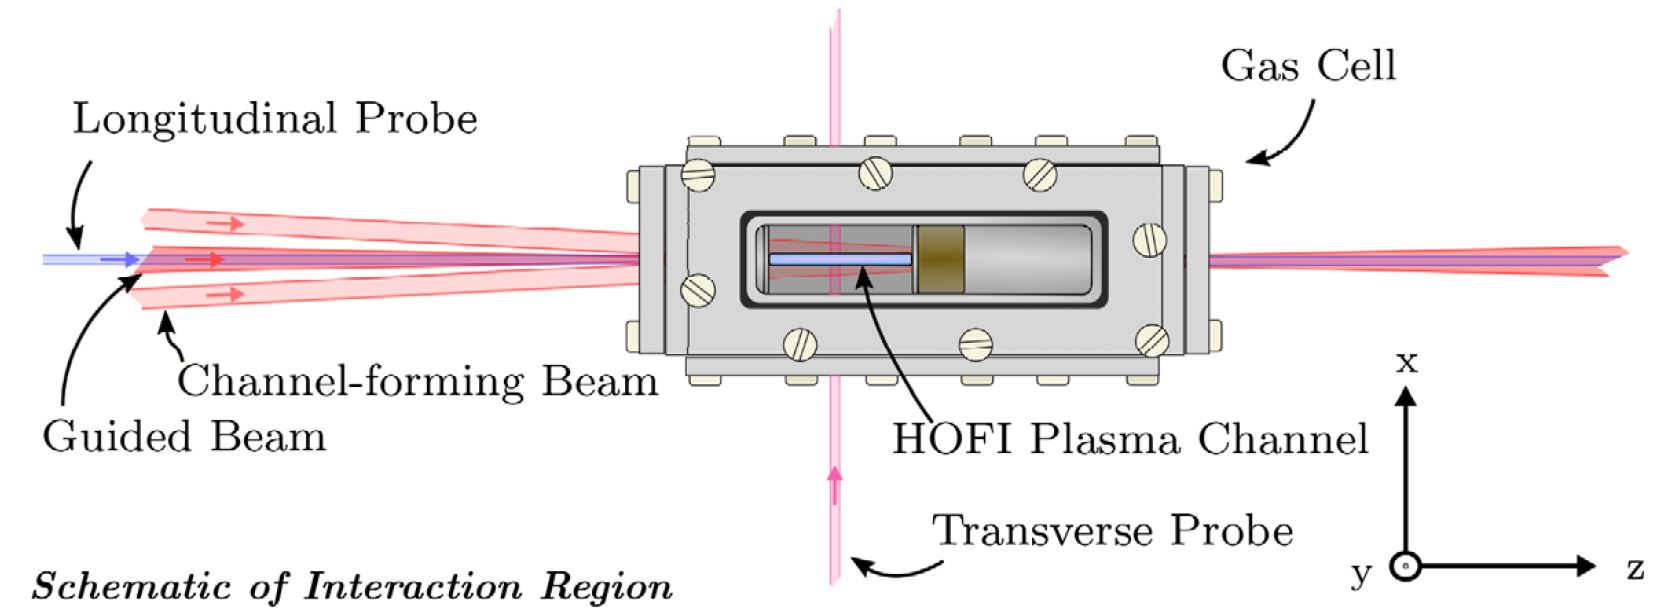 Gas Cell
Longitudinal Probe
x
Channel-forming Beam
Guided Beam
HOFI Plasma Channel
Transverse Probe
y
z
Schematic of Interaction Region